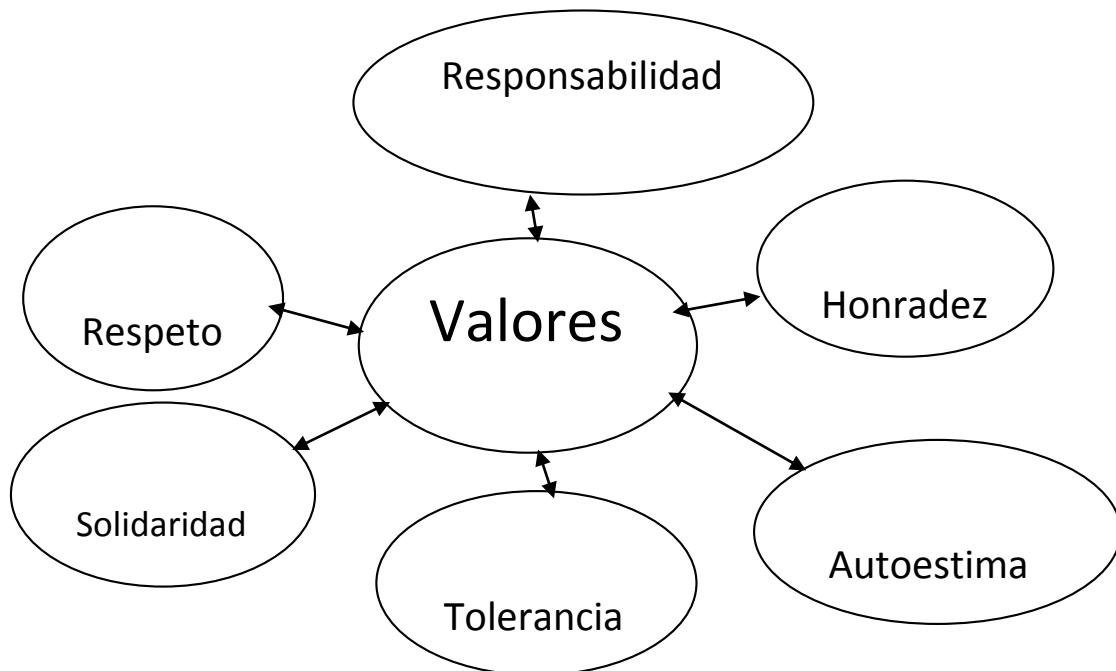 Responsabilidad
Valores
Honradez
Respeto
Solidaridad
Autoestima
Tolerancia